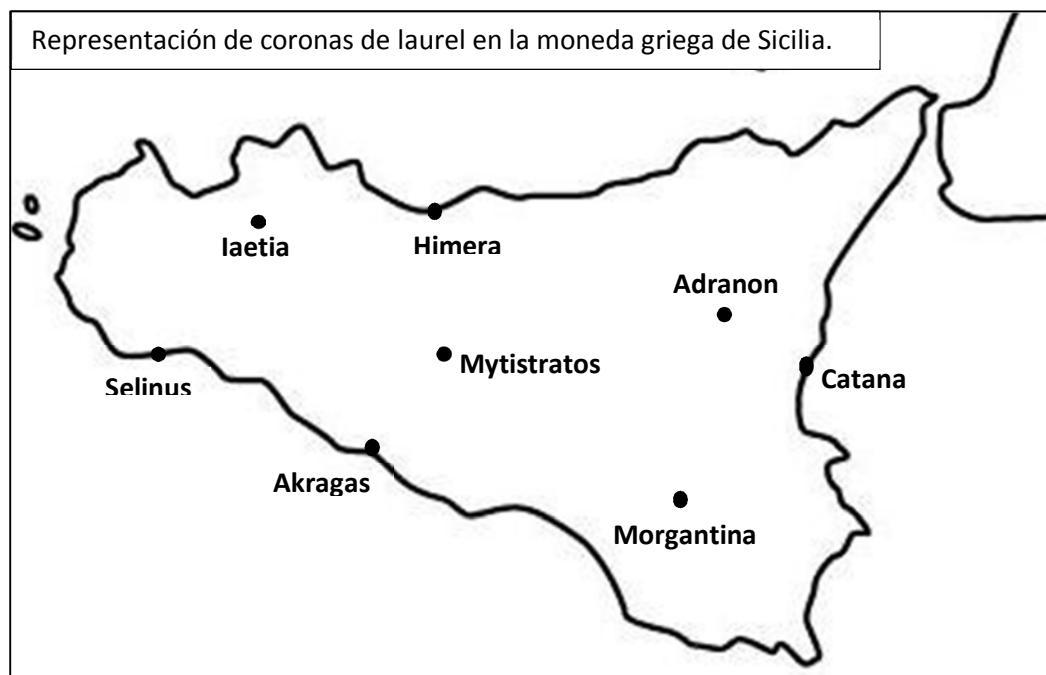 Representación de coronas de laurel en la moneda griega de Sicilia.
Iaetia
Himera
Adranon
Mytistratos
Selinus
Catana
Akragas
Morgantina